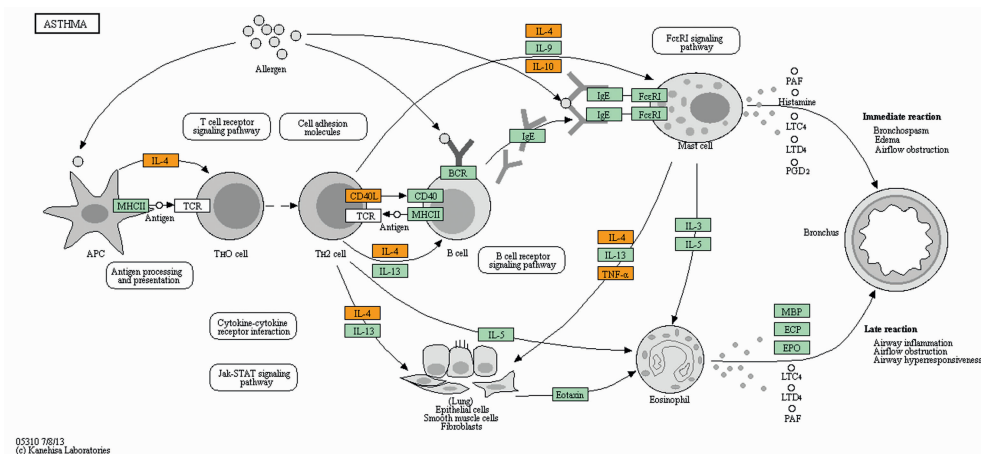 ASTHMA
Allergen
IL-4
IL-9
IL-10
FcεRI signaling
pathway
T cell receptor
signaling pathway
Cell adhesion
molecules
IgE
FcεRI
IgE
FcεRI
Mast cell
PAF
Histamine
LTC4
LTD4
PGD2
Immediate reaction
Bronchospasm
Edema
Airflow obstruction
IL-4
IgE
BCR
MHCII
Antigen
TCR
CD40L
CD40
TCR
MHCII
Antigen
APC
TH0 cell
TH2 cell
B cell
IL-4
IL-13
B cell receptor
signaling pathway
IL-4
IL-13
TNF-α
IL-3
IL-5
Bronchus
Antigen processing
and presentation
Cytokine-cytokine
receptor interaction
IL-4
IL-13
IL-5
MBP
ECP
EPO
Late reaction
Airway inflammation
Airflow obstruction
Airway hyperresponsiveness
Jak-STAT signaling
pathway
Eotaxin
Eosinophil
LTC4
LTD4
PAF
(Lung)
Epithelial cells
Smooth muscle cells
Fibroblasts
05310 7/8/13
(c) Kanehisa Laboratories